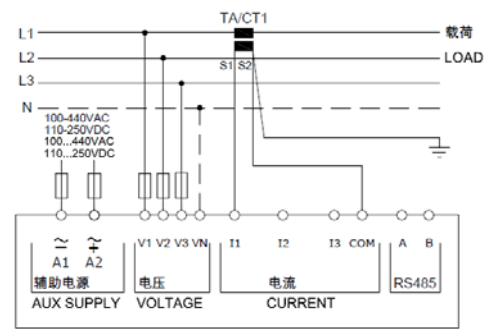 TA/CT1
L1
载荷
L2
LOAD
S1 S2
L3
N
100-440VAC
110-250VDC
100...440VAC
110...250VDC
V1 V2 V3 VN I1 I2 I3 COM A B
A1 A2
辅助电源 电压 电流 RS485
AUX SUPPLY VOLTAGE CURRENT